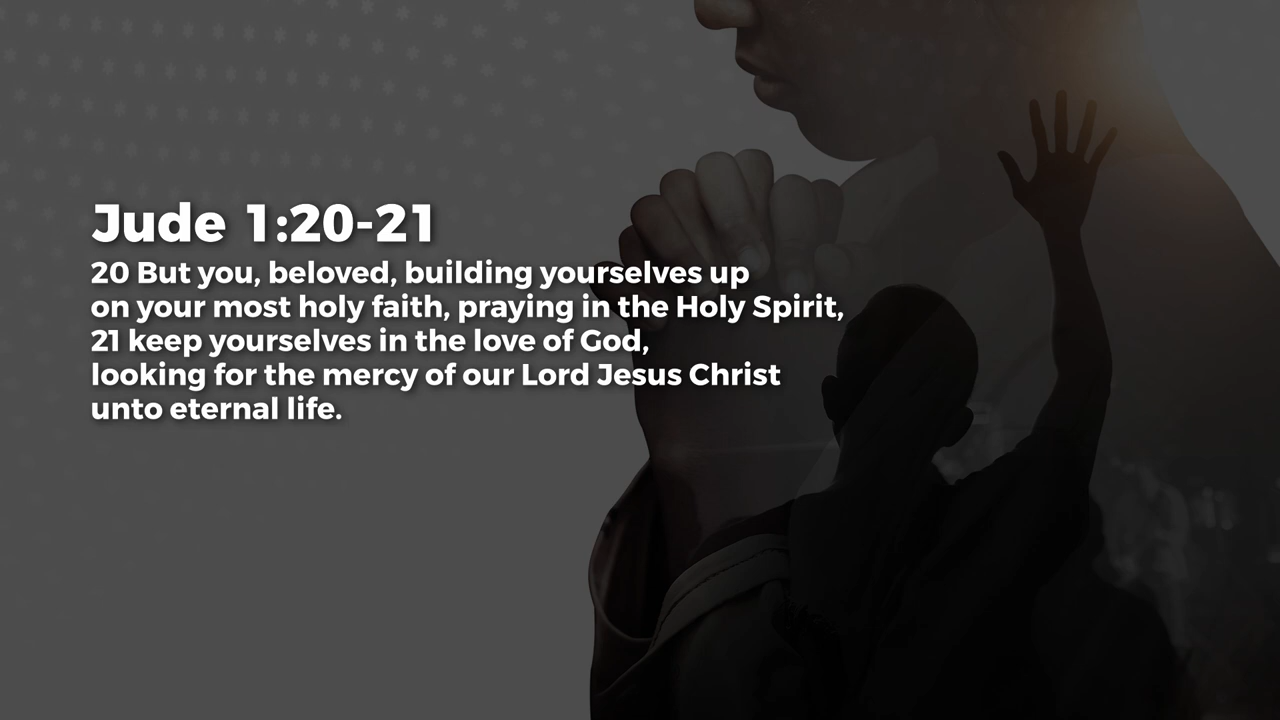 Jude 1:20-21
20 But you, beloved, building yourselves up
on your most holy faith, praying in the Holy Spirit,
21 keep yourselves in the love of God,
looking for the mercy of our Lord Jesus Christ
unto eternal life.